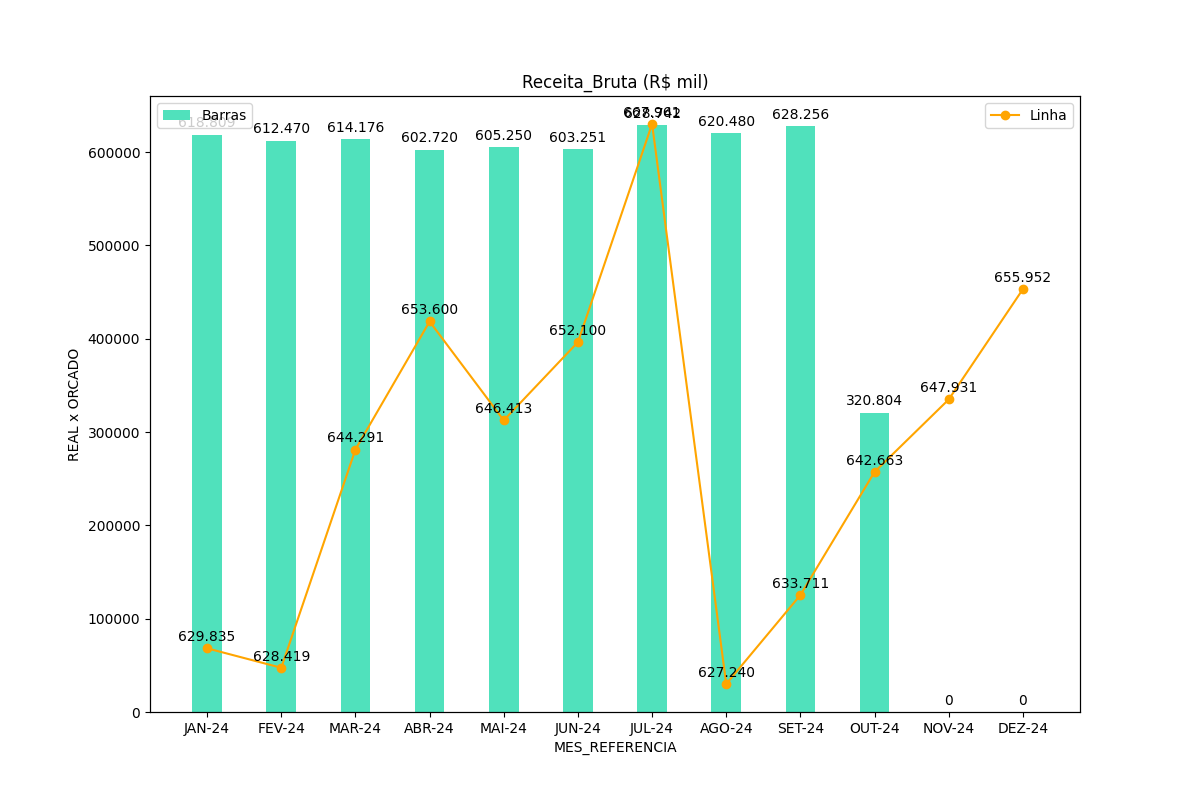 Receita_Bruta (R$ mil)
Barras
Linha
618.809
612.470
614.176
602.720
605.250
603.251
620.480
628.256
320.804
0
0
629.835
628.419
644.291
653.600
646.413
652.100
627.240
633.711
642.663
647.931
655.952
600000
500000
400000
300000
200000
100000
0
REAL x ORCADO
JAN-24
FEV-24
MAR-24
ABR-24
MAI-24
JUN-24
JUL-24
AGO-24
SET-24
OUT-24
NOV-24
DEZ-24
MES_REFERENCIA